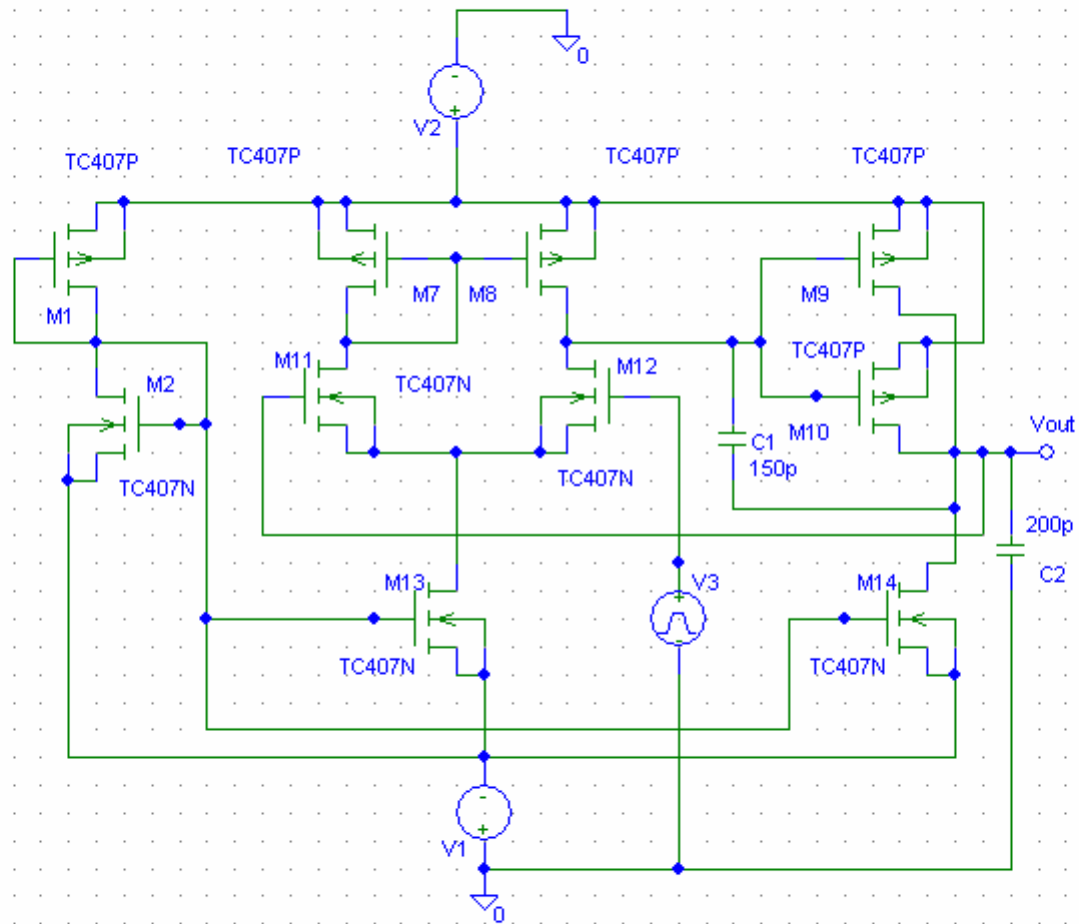 0
-
+
V2
TC407P
TC407P
TC407P
TC407P
M1
M7
M8
M9
M11
M12
TC407P
M2
TC407N
M10
Vout
C1
150p
TC407N
TC407N
200p
C2
M13
V3
+
-
M14
TC407N
TC407N
-
+
V1
0